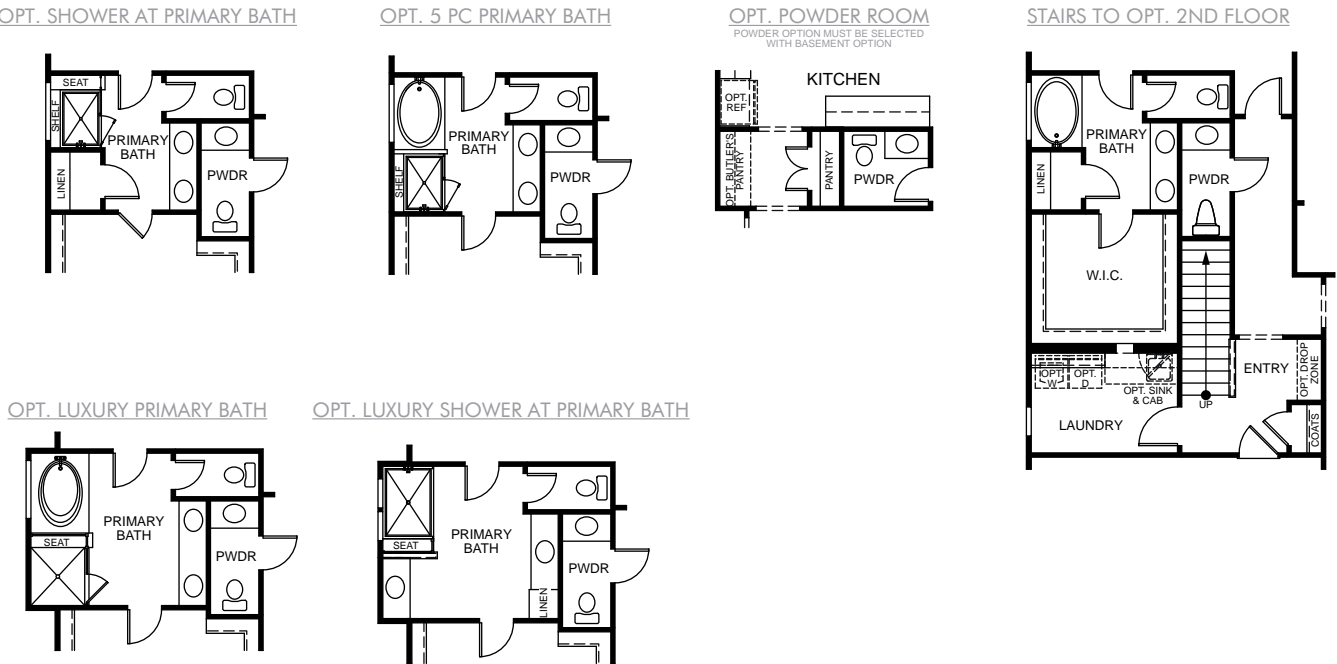 OPT. SHOWER AT PRIMARY BATH
SEAT
SHELF
PRIMARY
BATH
LINEN
PWDR
OPT. 5 PC PRIMARY BATH
PRIMARY
BATH
SHELF
PWDR
OPT. POWDER ROOM
POWDER OPTION MUST BE SELECTED
WITH BASEMENT OPTION
KITCHEN
OPT.
REF
OPT. BUTLER'S
PANTRY
PANTRY
PWDR
STAIRS TO OPT. 2ND FLOOR
PRIMARY
BATH
LINEN
PWDR
W.I.C.
OPT.
W
OPT.
D
OPT. SINK
& CAB
UP
ENTRY
OPT. DROP
ZONE
LAUNDRY
COATS
OPT. LUXURY PRIMARY BATH
PRIMARY
BATH
SEAT
PWDR
OPT. LUXURY SHOWER AT PRIMARY BATH
PRIMARY
BATH
SEAT
LINEN
PWDR